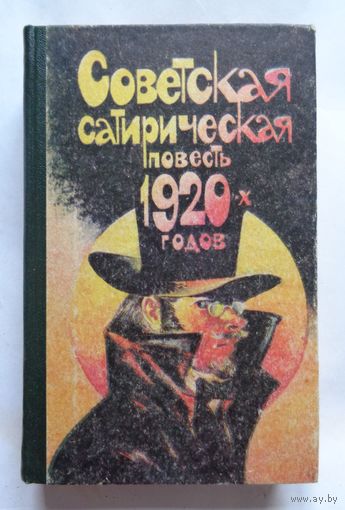 Советская
сатирическая
повесть
1920-х
годов
www.ay.by